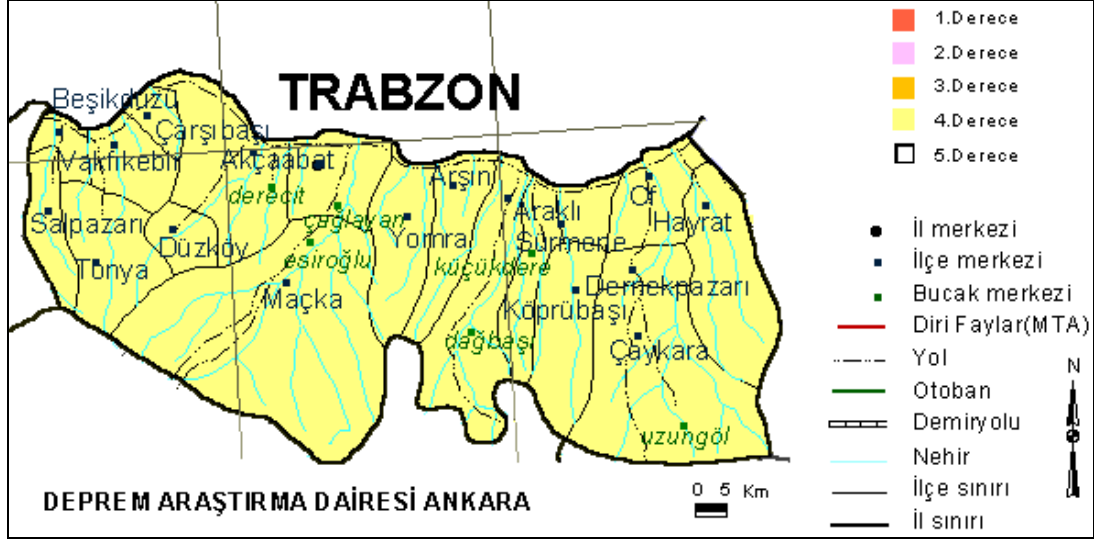 TRABZON
Beşikdüzü
Çarşıbaşı
Vakfıkebir
Akçaabat
Arşin
derecit
Of
Salpazarı
çağlayan
Araklı
Hayrat
Düzköy
Yomra
Sürmene
Tonya
esiroğlu
küçükdere
Maçka
Dernekpazarı
Köprübaşı
dağbaşı
Çaykara
uzungöl
DEPREM ARAŞTIRMA DAİRESİ ANKARA
0 5 Km
1.Derece
2.Derece
3.Derece
4.Derece
5.Derece
İl merkezi
İlçe merkezi
Bucak merkezi
Diri Faylar(MTA)
Yol
Otoban
Demiryolu
Nehir
İlçe sınırı
İl sınırı
N